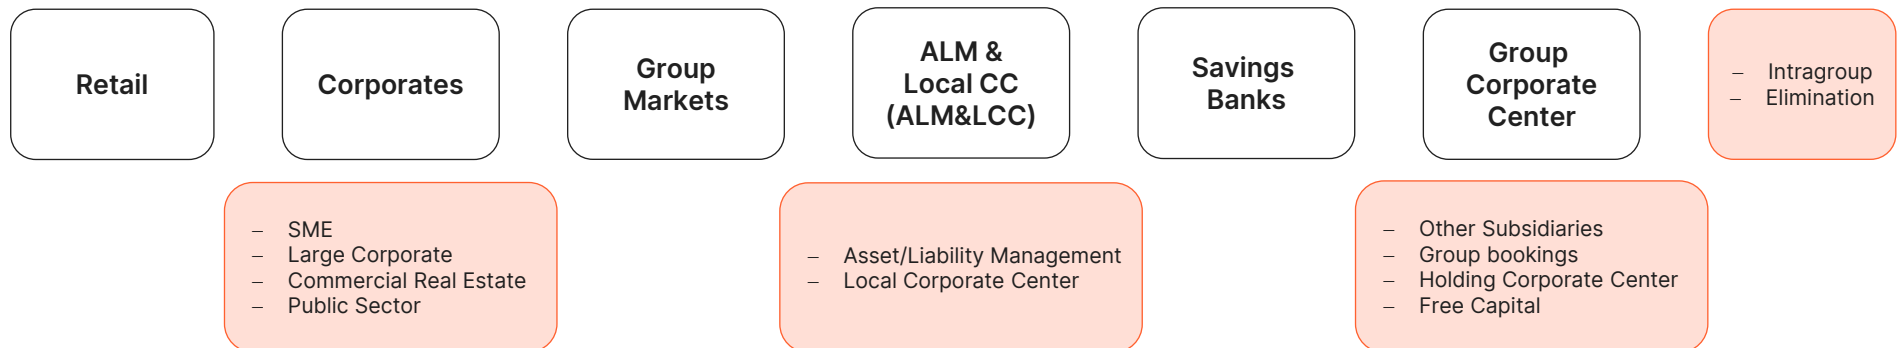 Retail
Corporates
Group
Markets
ALM &
Local CC
(ALM&LCC)
Savings
Banks
Group
Corporate
Center
– Intragroup
– Elimination
– SME
– Large Corporate
– Commercial Real Estate
– Public Sector
– Asset/Liability Management
– Local Corporate Center
– Other Subsidiaries
– Group bookings
– Holding Corporate Center
– Free Capital